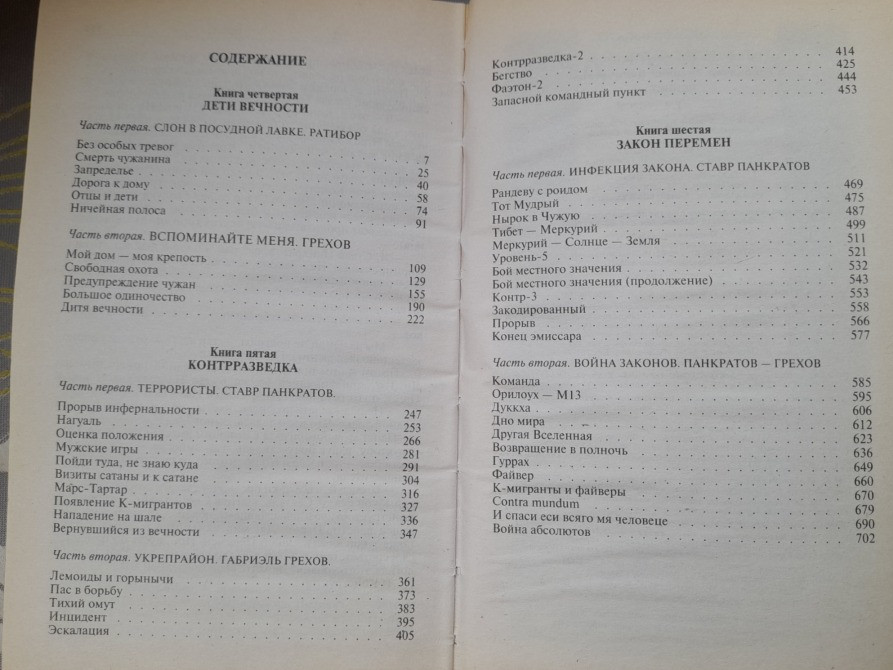 СОДЕРЖАНИЕ
Книга четвертая
ДЕТИ ВЕЧНОСТИ
Часть первая. СЛОН В ПОСУДНОЙ ЛАВКЕ. РАТИБОР
Без особых тревог . . . 7
Смерть чужанина . . . 25
Запределье . . . 40
Дорога к дому . . . 58
Отцы и дети . . . 74
Ничейная полоса . . . 91
Часть вторая. ВСПОМИНАЙТЕ МЕНЯ. ГРЕХОВ
Мой дом — моя крепость . . . 109
Свободная охота . . . 129
Предупреждение чужан . . . 155
Большое одиночество . . . 190
Дитя вечности . . . 222
Книга пятая
КОНТРРАЗВЕДКА
Часть первая. ТЕРРОРИСТЫ. СТАВР ПАНКРАТОВ.
Прорыв инфернальности . . . 247
Нагуаль . . . 253
Оценка положения . . . 266
Мужские игры . . . 281
Пойди туда, не знаю куда . . . 291
Визиты сатаны и к сатане . . . 304
Марс-Тартар . . . 316
Появление К-мигрантов . . . 327
Нападение на шале . . . 336
Вернувшийся из вечности . . . 347
Часть вторая. УКРЕПРАЙОН. ГАБРИЭЛЬ ГРЕХОВ.
Лемоиды и горынычи . . . 361
Пас в борьбу . . . 373
Тихий омут . . . 383
Инцидент . . . 395
Эскалация . . . 405
Контрразведка-2 . . . 414
Бегство . . . 425
Фаэтон-2 . . . 444
Запасной командный пункт . . . 453
Книга шестая
ЗАКОН ПЕРЕМЕН
Часть первая. ИНФЕКЦИЯ ЗАКОНА. СТАВР ПАНКРАТОВ
Рандеву с роидом . . . 469
Тот Мудрый . . . 475
Нырок в Чужую . . . 487
Тибет — Меркурий . . . 499
Меркурий — Солнце — Земля . . . 511
Уровень-5 . . . 521
Бой местного значения . . . 532
Бой местного значения (продолжение) . . . 543
Контр-3 . . . 553
Закодированный . . . 558
Прорыв . . . 566
Конец эмиссара . . . 577
Часть вторая. ВОЙНА ЗАКОНОВ. ПАНКРАТОВ — ГРЕХОВ
Команда . . . 585
Орилоух — М13 . . . 595
Дуккха . . . 606
Дно мира . . . 612
Другая Вселенная . . . 623
Возвращение в полночь . . . 636
Гуррах . . . 649
Файвер . . . 660
К-мигранты и файверы . . . 670
Contra mundum . . . 679
И спаси еси всяго мя человече . . . 690
Война абсолютов . . . 702